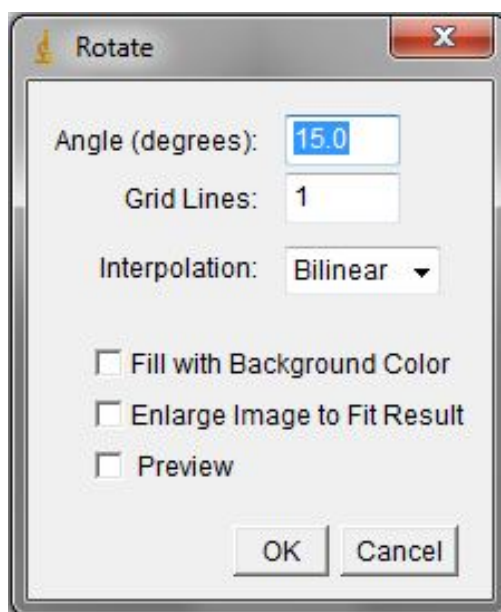 Rotate
Angle (degrees): 15.0
Grid Lines: 1
Interpolation: Bilinear
Fill with Background Color
Enlarge Image to Fit Result
Preview
OK Cancel